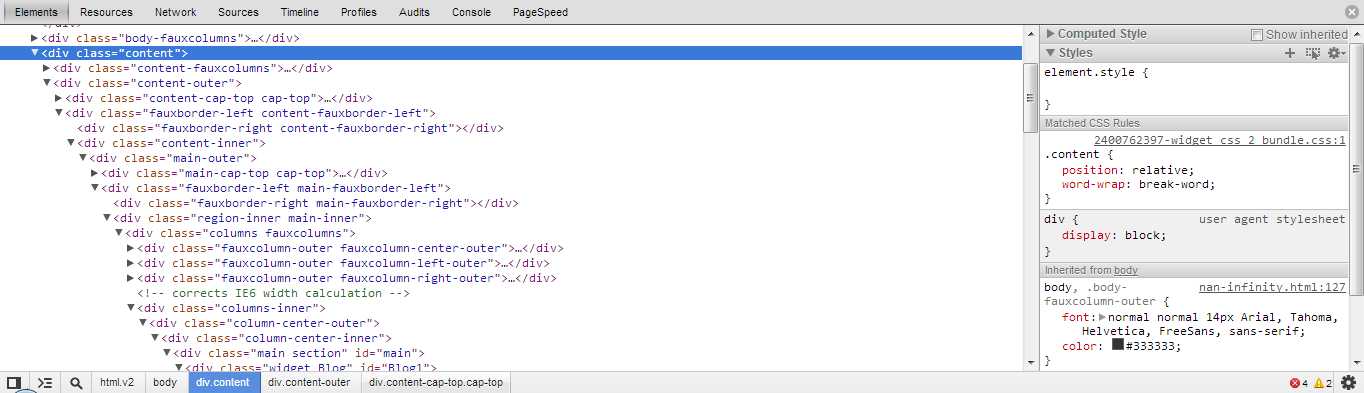 Elements Resources Network Sources Timeline Profiles Audits Console PageSpeed
<div class="body-fauxcolumns">…</div>
<div class="content">
<div class="content-fauxcolumns">…</div>
<div class="content-outer">
<div class="content-cap-top cap-top">…</div>
<div class="fauxborder-left content-fauxborder-left">
<div class="fauxborder-right content-fauxborder-right"></div>
<div class="content-inner">
<div class="main-outer">
<div class="main-cap-top cap-top">…</div>
<div class="fauxborder-left main-fauxborder-left">
<div class="fauxborder-right main-fauxborder-right"></div>
<div class="region-inner main-inner">
<div class="columns fauxcolumns">
<div class="fauxcolumn-outer fauxcolumn-center-outer">…</div>
<div class="fauxcolumn-outer fauxcolumn-left-outer">…</div>
<div class="fauxcolumn-outer fauxcolumn-right-outer">…</div>
<!-- corrects IE6 width calculation -->
<div class="columns-inner">
<div class="column-center-outer">
<div class="column-center-inner">
<div class="main section" id="main">
<div class="widget Blog" id="Blog1">
Computed Style Show inherited
Styles
element.style {
}
Matched CSS Rules
2400762397-widget_css_2_bundle.css:1
.content {
position: relative;
word-wrap: break-word;
}
div { user agent stylesheet
display: block;
}
Inherited from body
body, .body- nan-infinity.html:127
fauxcolumn-outer {
font: normal normal 14px Arial, Tahoma,
Helvetica, FreeSans, sans-serif;
color: #333333;
}
html.v2 body div.content div.content-outer div.content-cap-top.cap-top 4 2